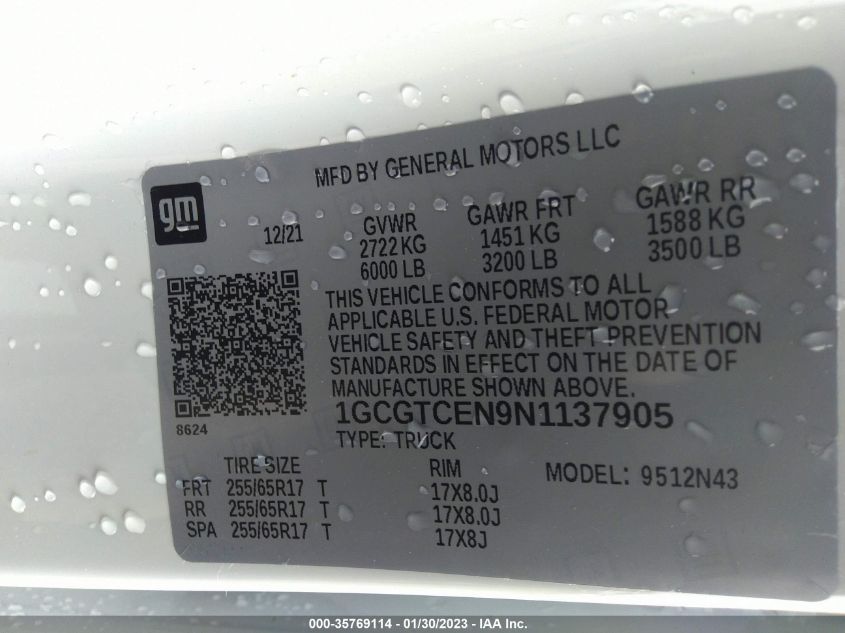 MFD BY GENERAL MOTORS LLC
gm
12/21
GVWR GAWR FRT GAWR RR
2722 KG 1451 KG 1588 KG
6000 LB 3200 LB 3500 LB
THIS VEHICLE CONFORMS TO ALL
APPLICABLE U.S. FEDERAL MOTOR
VEHICLE SAFETY AND THEFT PREVENTION
STANDARDS IN EFFECT ON THE DATE OF
MANUFACTURE SHOWN ABOVE.
1GCGTCEN9N1137905
8624
TYPE: TRUCK
TIRE SIZE RIM MODEL: 9512N43
FRT 255/65R17 T 17X8.0J
RR 255/65R17 T 17X8.0J
SPA 255/65R17 T 17X8J
000-35769114 - 01/30/2023 - IAA Inc.